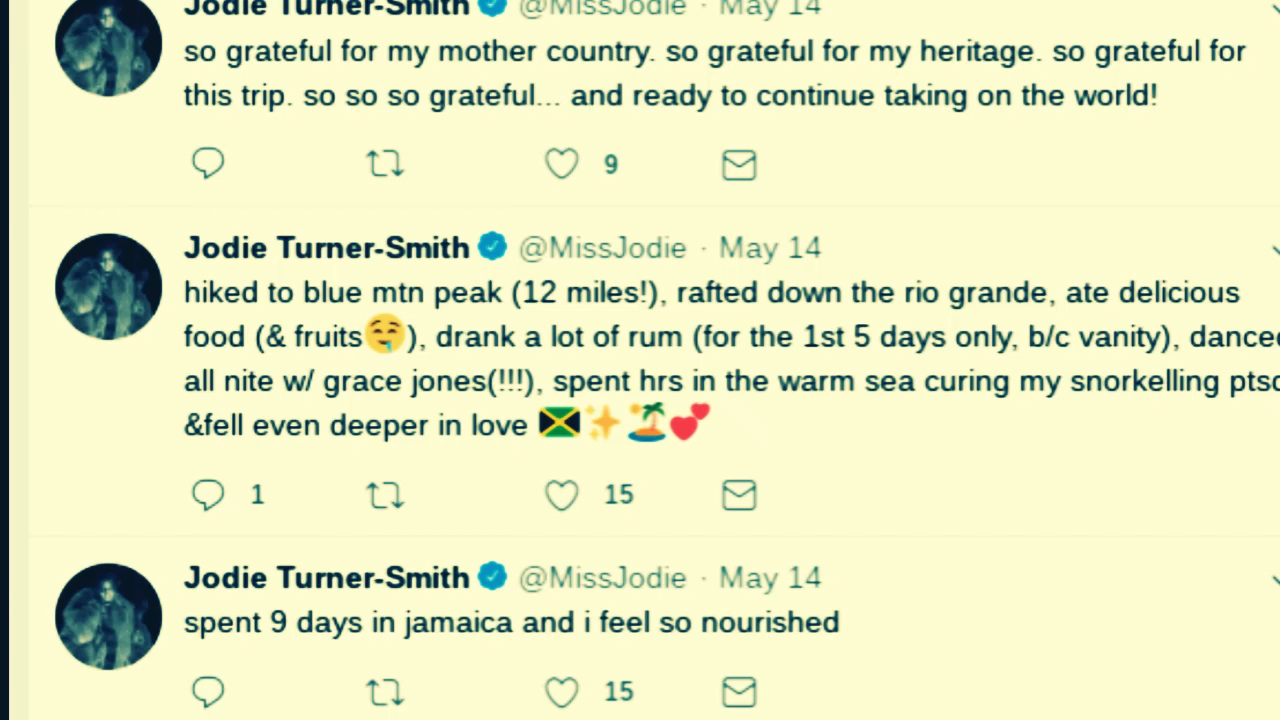 Jodie Turner-Smith @MissJodie · May 14
so grateful for my mother country. so grateful for my heritage. so grateful for
this trip. so so so grateful... and ready to continue taking on the world!
9
Jodie Turner-Smith @MissJodie · May 14
hiked to blue mtn peak (12 miles!), rafted down the rio grande, ate delicious
food (& fruits🤤), drank a lot of rum (for the 1st 5 days only, b/c vanity), danced
all nite w/ grace jones(!!!), spent hrs in the warm sea curing my snorkelling ptsd
&fell even deeper in love 🇯🇲✨🏝💕
1 15
Jodie Turner-Smith @MissJodie · May 14
spent 9 days in jamaica and i feel so nourished
15